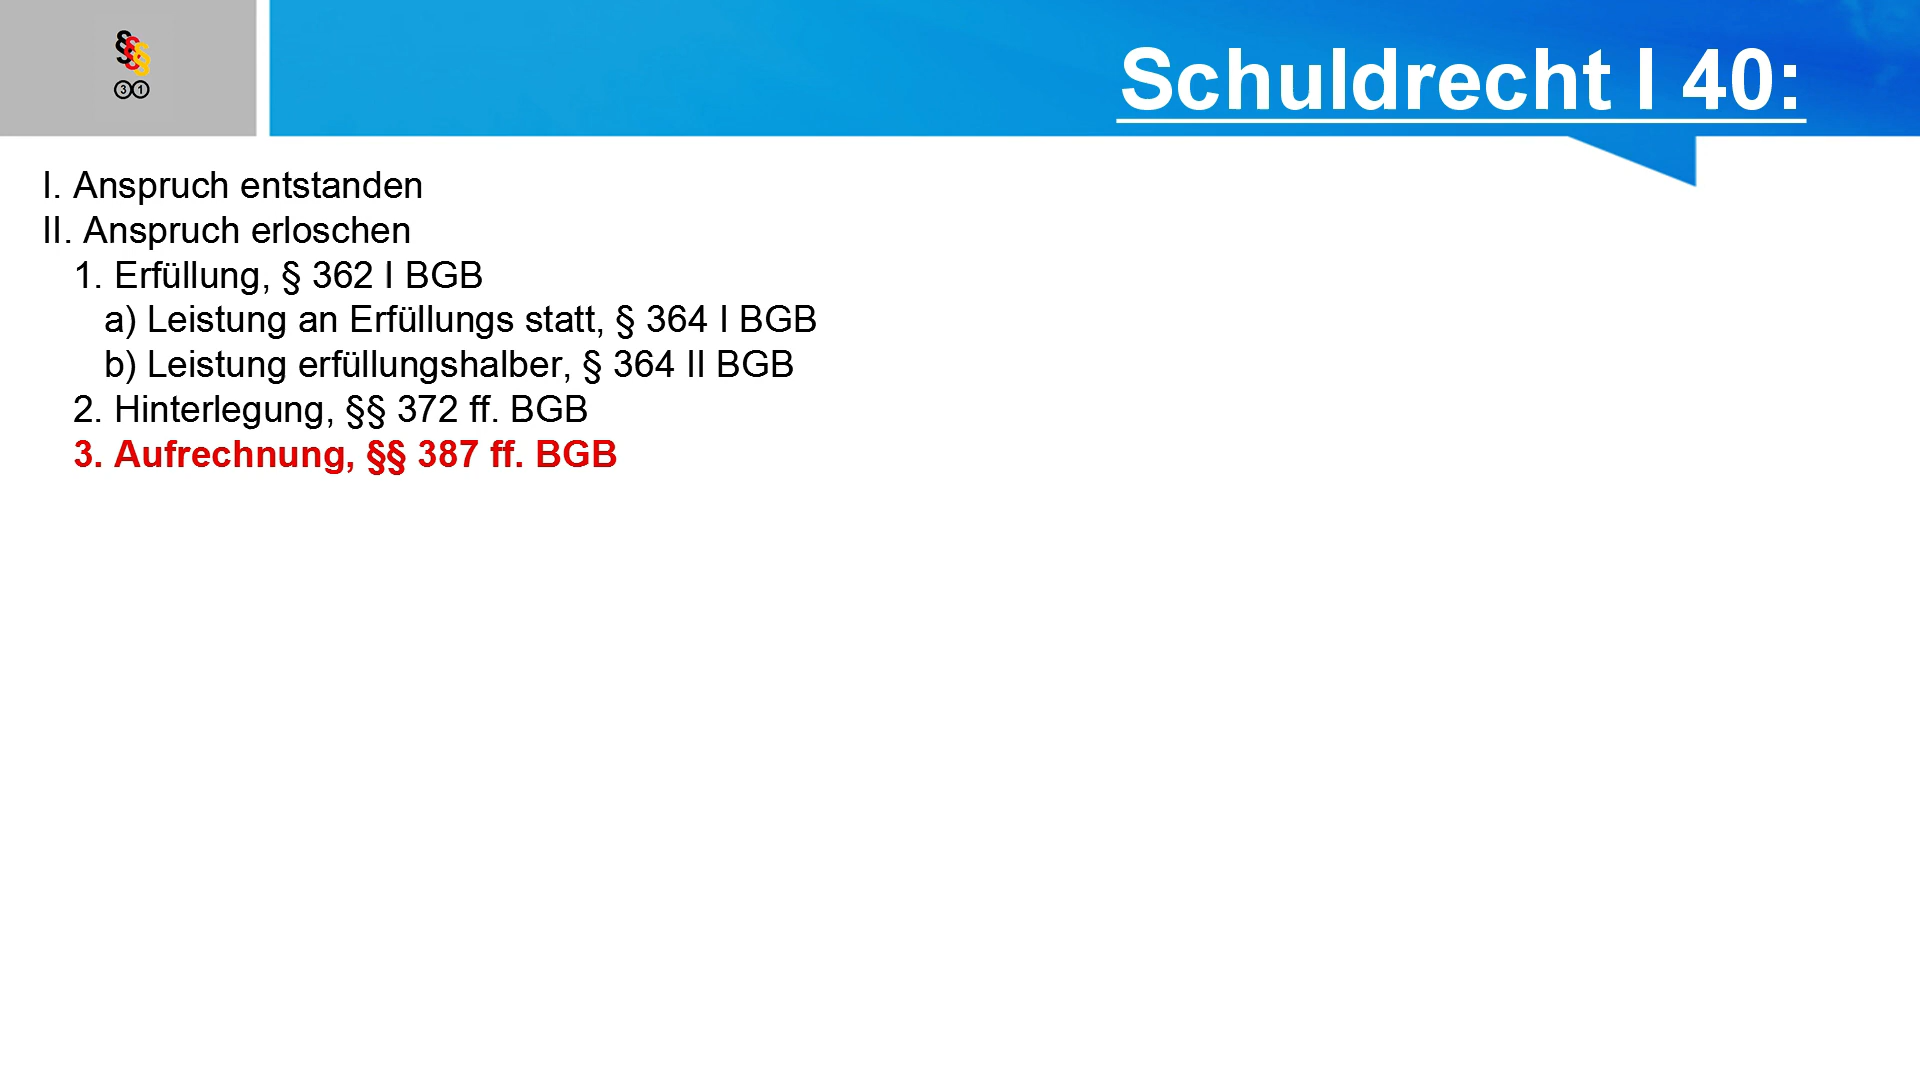 §§§
31
Schuldrecht I 40:
I. Anspruch entstanden
II. Anspruch erloschen
1. Erfüllung, § 362 I BGB
a) Leistung an Erfüllungs statt, § 364 I BGB
b) Leistung erfüllungshalber, § 364 II BGB
2. Hinterlegung, §§ 372 ff. BGB
3. Aufrechnung, §§ 387 ff. BGB